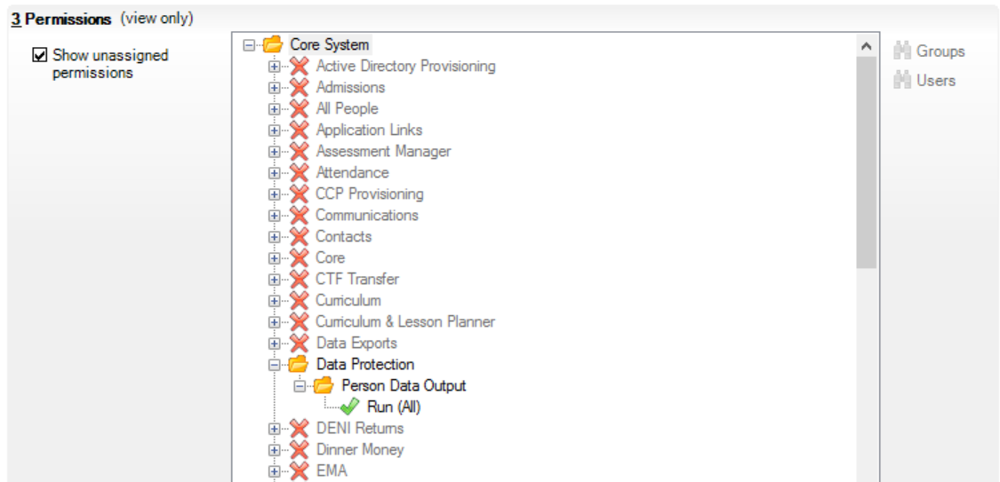 3 Permissions (view only)
Show unassigned
permissions
Core System
Active Directory Provisioning
Admissions
All People
Application Links
Assessment Manager
Attendance
CCP Provisioning
Communications
Contacts
Core
CTF Transfer
Curriculum
Curriculum & Lesson Planner
Data Exports
Data Protection
Person Data Output
Run (All)
DENI Returns
Dinner Money
EMA
Groups
Users